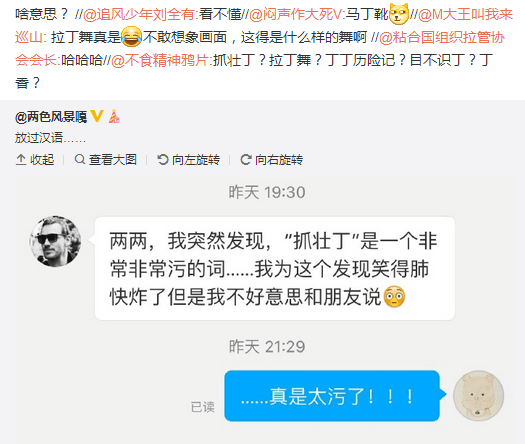 啥意思？ //@追风少年刘全有:看不懂//@闷声作大死V:马丁靴//@M大王叫我来
巡山: 拉丁舞真是不敢想象画面，这得是什么样的舞啊 //@粘合国组织拉管协
会会长:哈哈哈//@不食精神鸦片:抓壮丁？拉丁舞？丁丁历险记？目不识丁？丁
香？
@两色风景嘎
放过汉语……
收起 查看大图 向左旋转 向右旋转
昨天 19:30
两两，我突然发现，"抓壮丁"是一个非
常非常污的词……我为这个发现笑得肺
快炸了但是我不好意思和朋友说
昨天 21:29
……真是太污了！！！
已读